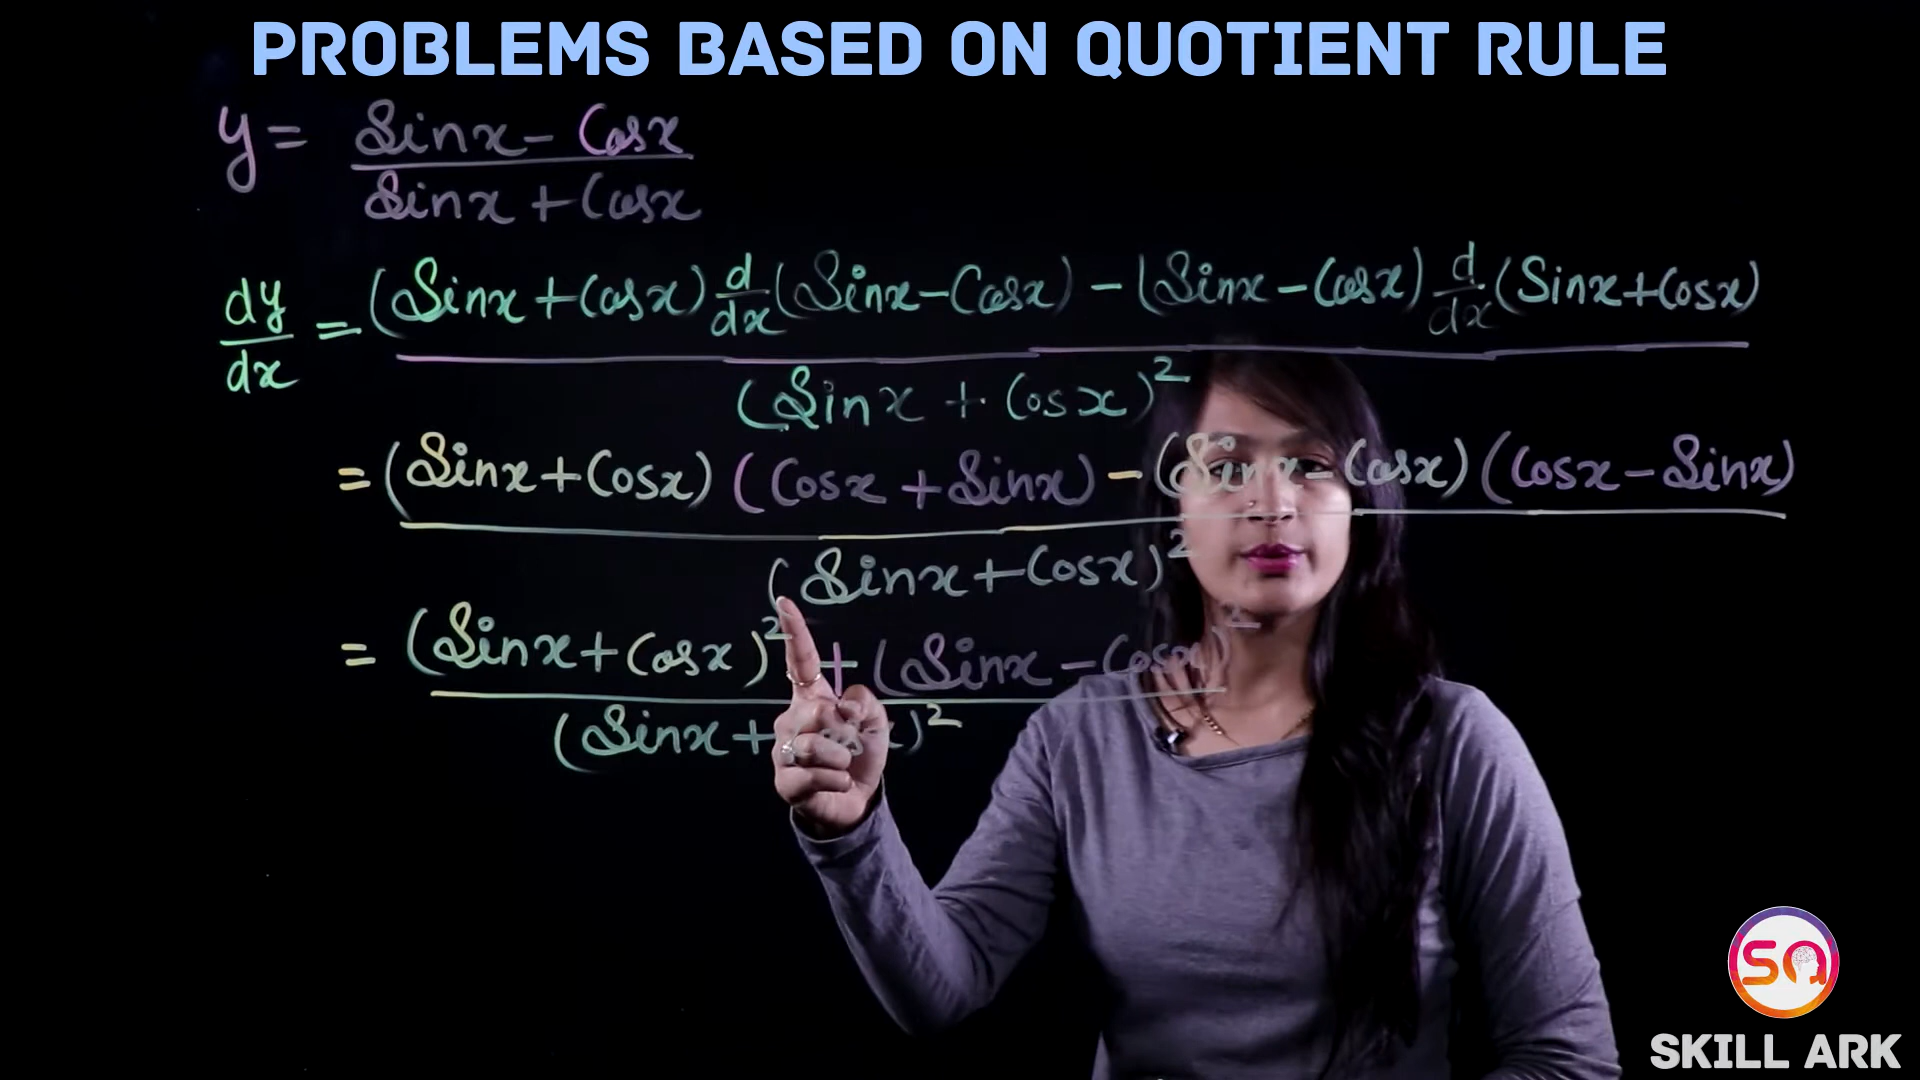 PROBLEMS BASED ON QUOTIENT RULE
y = Sinx - Cosx
Sinx + Cosx
dy/dx = (Sinx + Cosx) d/dx (Sinx - Cosx) - (Sinx - Cosx) d/dx (Sinx + Cosx)
(Sinx + Cosx)²
= (Sinx + Cosx) (Cosx + Sinx) - (Sinx - Cosx) (Cosx - Sinx)
(Sinx + Cosx)²
= (Sinx + Cosx)² + (Sinx - Cosx)²
(Sinx + x)²
SA
SKILL ARK